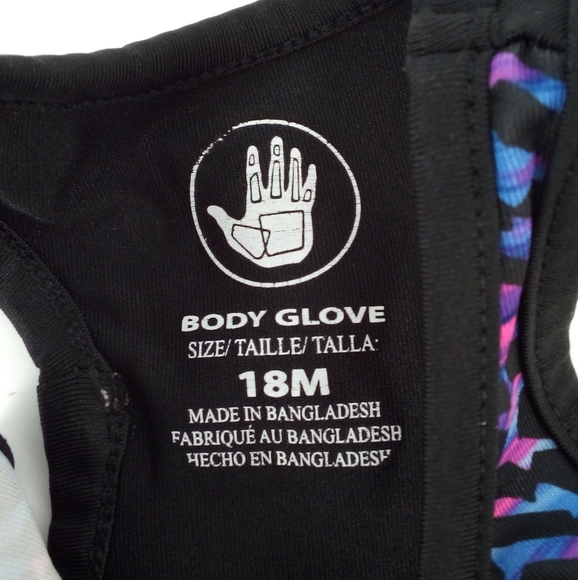 BODY GLOVE
SIZE/ TAILLE/ TALLA:
18M
MADE IN BANGLADESH
FABRIQUÉ AU BANGLADESH
HECHO EN BANGLADESH